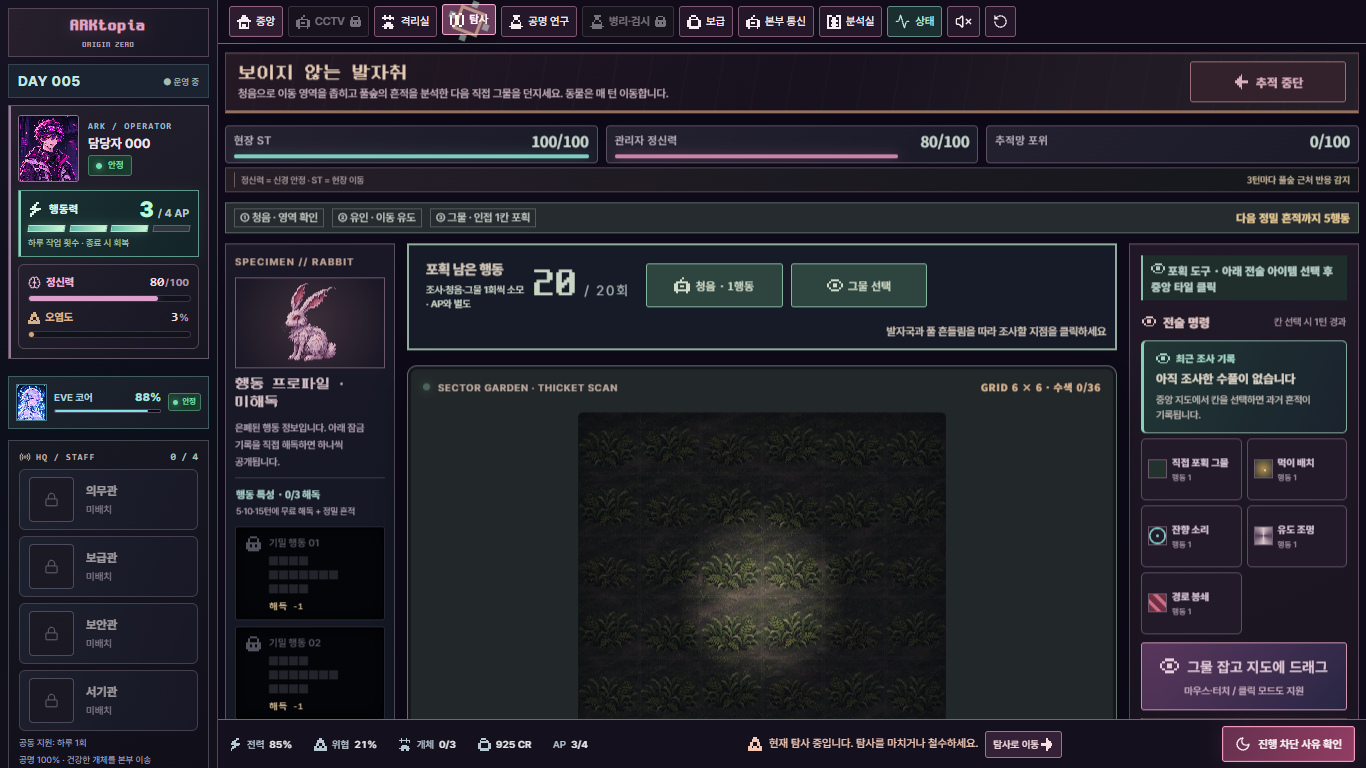 ARKtopia
ORIGIN ZERO
DAY 005
운영 중
ARK / OPERATOR
담당자 000
안정
행동력
3 / 4 AP
하루 작업 횟수 · 종료 시 회복
정신력
80/100
오염도
3%
EVE 코어
88%
안정
HQ / STAFF
0 / 4
의무관
미배치
보급관
미배치
보안관
미배치
서기관
미배치
공동 지원: 하루 1회
공명 100% · 건강한 개체를 본부 이송
중앙
CCTV
격리실
탐사
공명 연구
병리·검시
보급
본부 통신
분석실
상태
보이지 않는 발자취
청음으로 이동 영역을 좁히고 풀숲의 흔적을 분석한 다음 직접 그물을 던지세요. 동물은 매 턴 이동합니다.
추적 중단
현장 ST
100/100
관리자 정신력
80/100
추적망 포위
0/100
정신력 = 신경 안정 · ST = 현장 이동
3턴마다 풀숲 근처 반응 감지
① 청음 · 영역 확인
② 유인 · 이동 유도
③ 그물 · 인접 1칸 포획
다음 정밀 흔적까지 5행동
SPECIMEN // RABBIT
행동 프로파일 ·
미해독
은폐된 행동 정보입니다. 아래 잠금
기록을 직접 해독하면 하나씩
공개됩니다.
행동 특성 · 0/3 해독
5·10·15턴에 무료 해독 + 정밀 흔적
기밀 행동 01
해독 -1
기밀 행동 02
해독 -1
포획 남은 행동
조사·청음·그물 1회씩 소모
· AP와 별도
20 / 20회
청음 · 1행동
그물 선택
발자국과 풀 흔들림을 따라 조사할 지점을 클릭하세요
SECTOR GARDEN · THICKET SCAN
GRID 6 × 6 · 수색 0/36
포획 도구 · 아래 전술 아이템 선택 후
중앙 타일 클릭
전술 명령
칸 선택 시 1턴 경과
최근 조사 기록
아직 조사한 수풀이 없습니다
중앙 지도에서 칸을 선택하면 과거 흔적이
기록됩니다.
직접 포획 그물
행동 1
먹이 배치
행동 1
잔향 소리
행동 1
유도 조명
행동 1
경로 봉쇄
행동 1
그물 잡고 지도에 드래그
마우스·터치 / 클릭 모드도 지원
전력 85%
위협 21%
개체 0/3
925 CR
AP 3/4
현재 탐사 중입니다. 탐사를 마치거나 철수하세요.
탐사로 이동
진행 차단 사유 확인